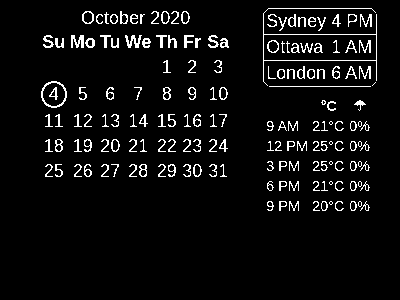 October 2020
Su Mo Tu We Th Fr Sa
1 2 3
4 5 6 7 8 9 10
11 12 13 14 15 16 17
18 19 20 21 22 23 24
25 26 27 28 29 30 31
Sydney 4 PM
Ottawa 1 AM
London 6 AM
°C ☂
9 AM 21°C 0%
12 PM 25°C 0%
3 PM 25°C 0%
6 PM 21°C 0%
9 PM 20°C 0%